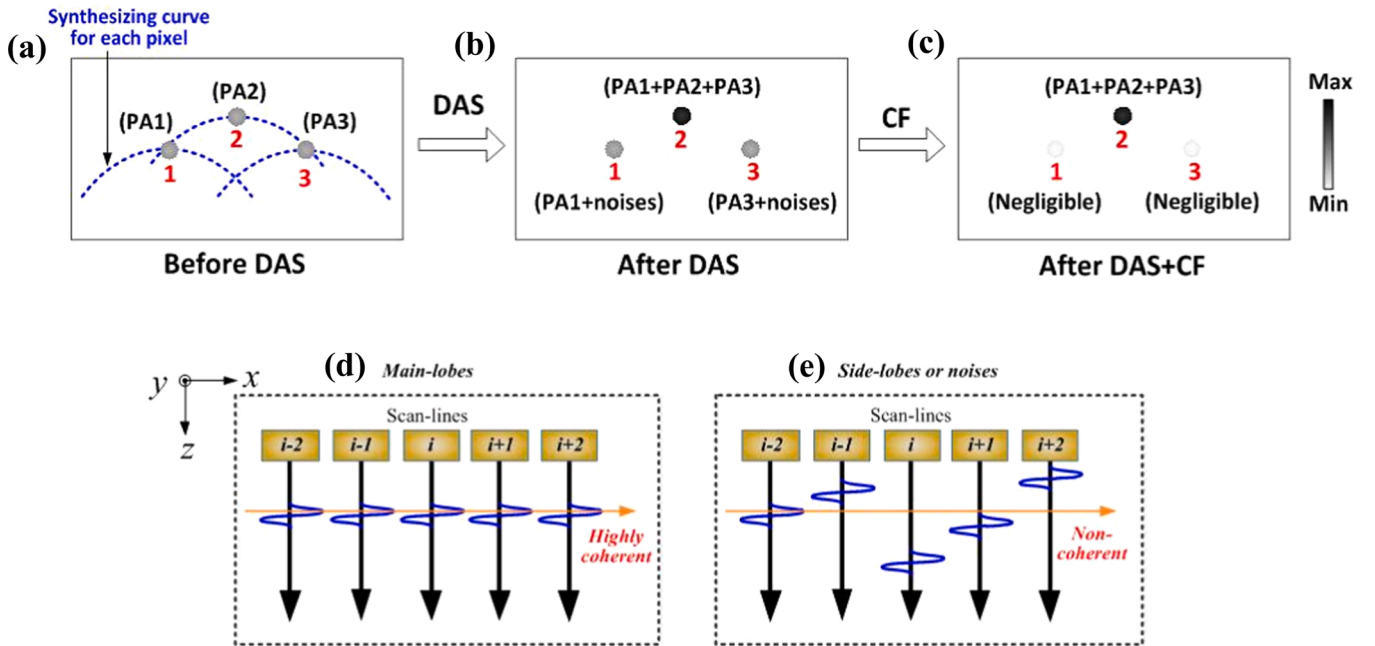 Synthesizing curve
for each pixel
(a)
(PA1)
(PA2)
(PA3)
1
2
3
Before DAS
DAS
(b)
(PA1+PA2+PA3)
2
1
3
(PA1+noises)
(PA3+noises)
After DAS
CF
(c)
(PA1+PA2+PA3)
2
1
3
(Negligible)
(Negligible)
After DAS+CF
Max
Min
y
x
z
(d)
Main-lobes
Scan-lines
i-2
i-1
i
i+1
i+2
Highly
coherent
(e)
Side-lobes or noises
Scan-lines
i-2
i-1
i
i+1
i+2
Non-
coherent